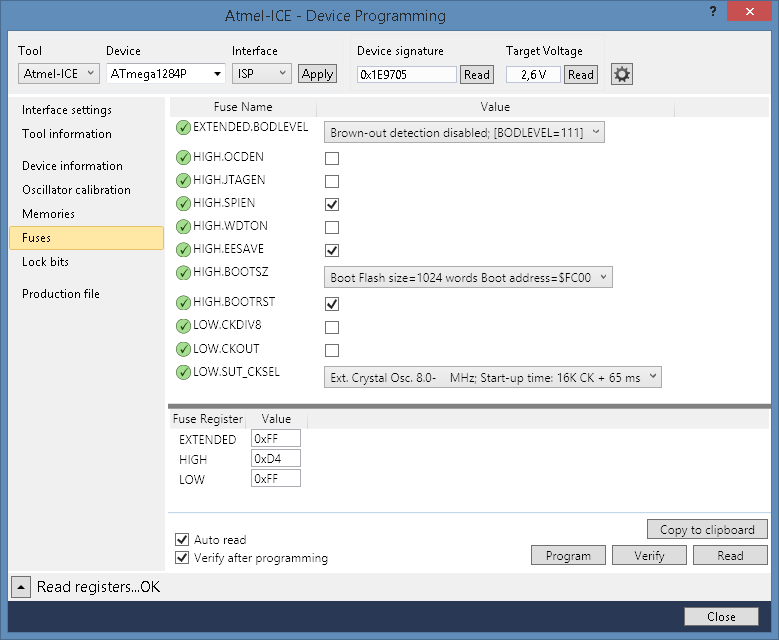 Atmel-ICE - Device Programming
?
Tool Device Interface Device signature Target Voltage
Atmel-ICE ATmega1284P ISP Apply 0x1E9705 Read 2,6 V Read
Interface settings
Tool information
Device information
Oscillator calibration
Memories
Fuses
Lock bits
Production file
Fuse Name Value
EXTENDED.BODLEVEL Brown-out detection disabled; [BODLEVEL=111]
HIGH.OCDEN
HIGH.JTAGEN
HIGH.SPIEN
HIGH.WDTON
HIGH.EESAVE
HIGH.BOOTSZ Boot Flash size=1024 words Boot address=$FC00
HIGH.BOOTRST
LOW.CKDIV8
LOW.CKOUT
LOW.SUT_CKSEL Ext. Crystal Osc. 8.0- MHz; Start-up time: 16K CK + 65 ms
Fuse Register Value
EXTENDED 0xFF
HIGH 0xD4
LOW 0xFF
Copy to clipboard
Auto read
Verify after programming
Program Verify Read
Read registers...OK
Close